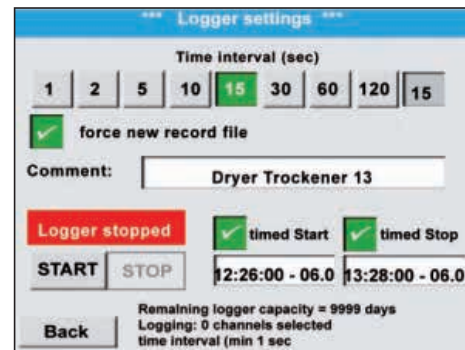 *** Logger settings ***
Time interval (sec)
1 2 5 10 15 30 60 120 15
force new record file
Comment: Dryer Trockener 13
Logger stopped timed Start timed Stop
START STOP 12:26:00 - 06.0 13:28:00 - 06.0
Remaining logger capacity = 9999 days
Logging: 0 channels selected
Back time interval (min 1 sec